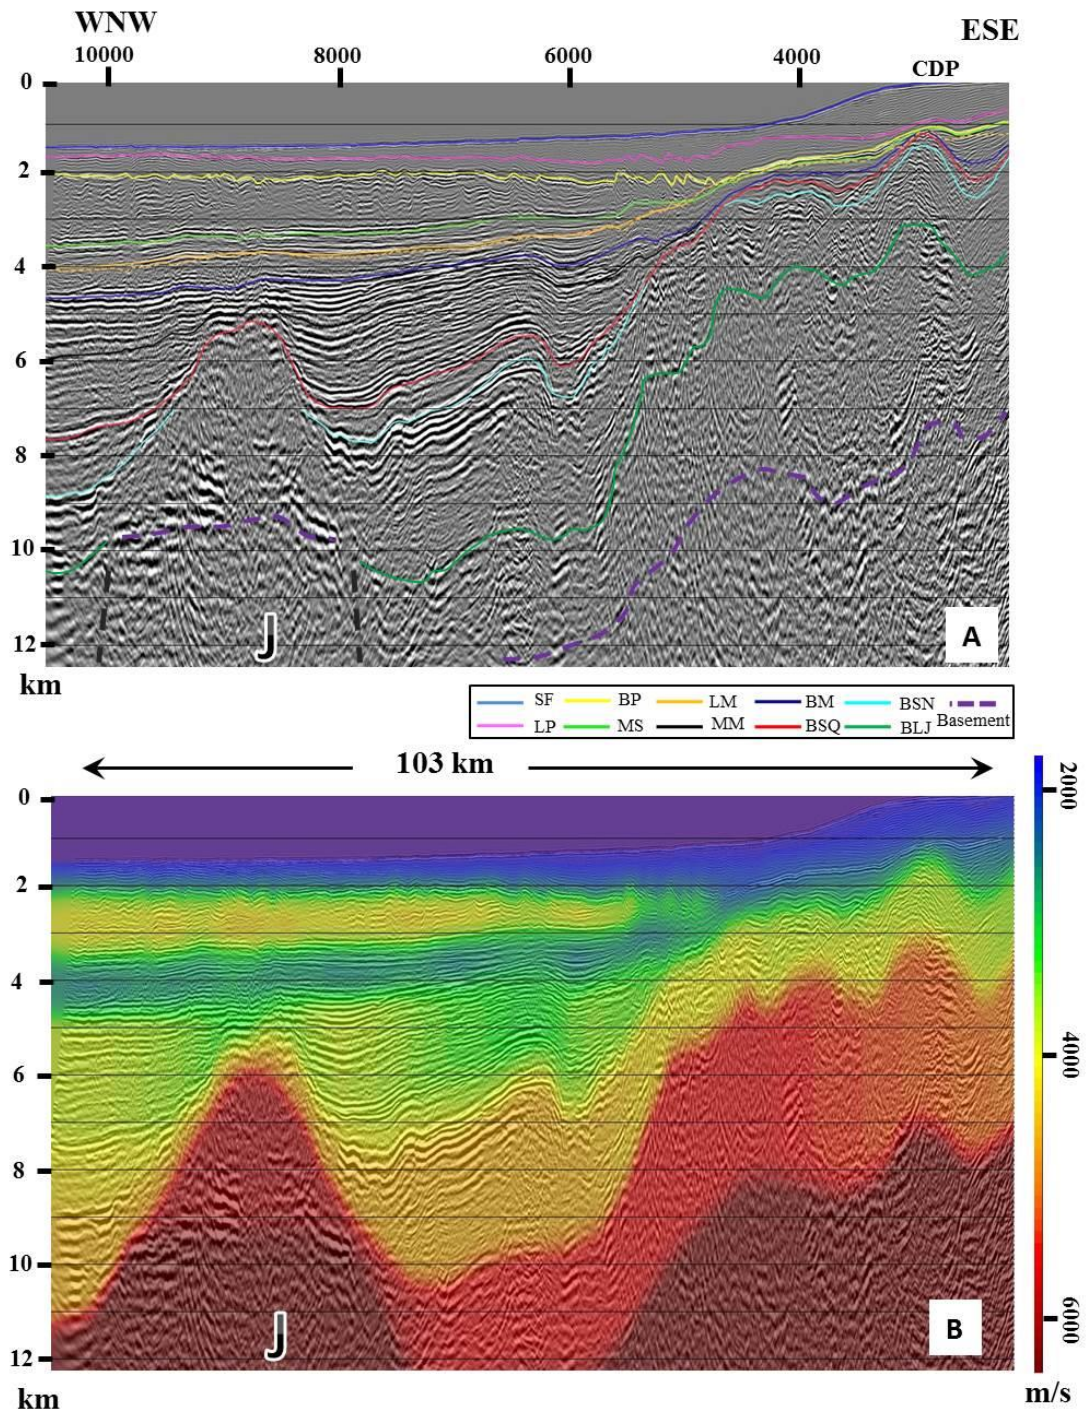 WNW
ESE
10000 8000 6000 4000 CDP
0
2
4
6
8
10
12
km
J
A
SF BP LM BM BSN
LP MS MM BSQ BLJ Basement
103 km
0
2
4
6
8
10
12
km
J
B
2000
4000
6000
m/s